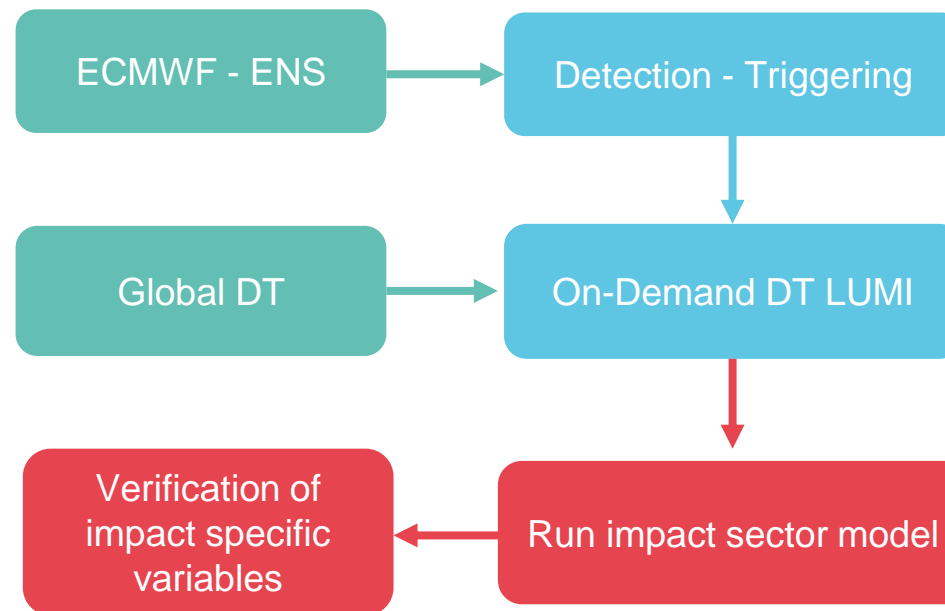 ECMWF - ENS
Detection - Triggering
Global DT
On-Demand DT LUMI
Verification of
impact specific
variables
Run impact sector model